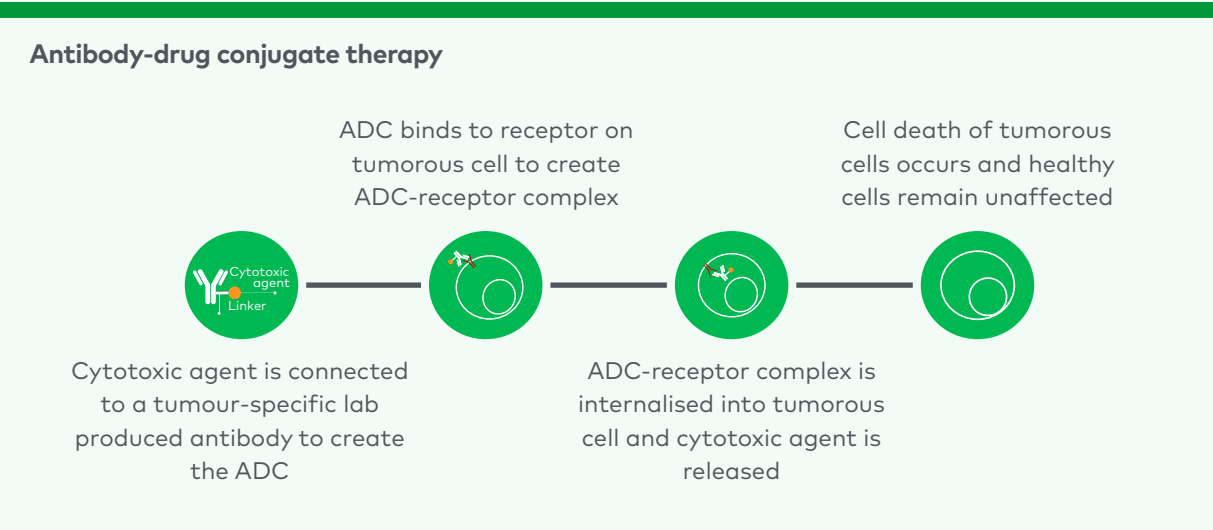 Antibody-drug conjugate therapy
ADC binds to receptor on
tumorous cell to create
ADC-receptor complex
Cell death of tumorous
cells occurs and healthy
cells remain unaffected
Cytotoxic
agent
Linker
Cytotoxic agent is connected
to a tumour-specific lab
produced antibody to create
the ADC
ADC-receptor complex is
internalised into tumorous
cell and cytotoxic agent is
released